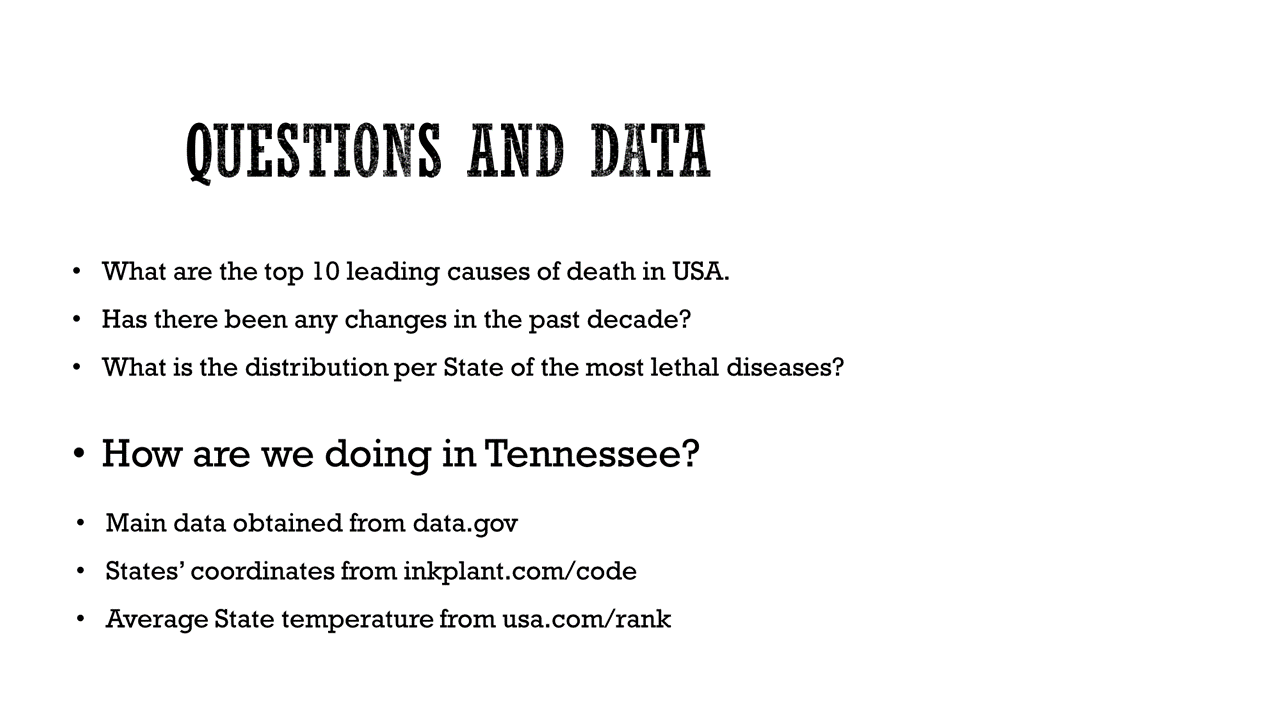 QUESTIONS AND DATA
• What are the top 10 leading causes of death in USA.
• Has there been any changes in the past decade?
• What is the distribution per State of the most lethal diseases?
• How are we doing in Tennessee?
• Main data obtained from data.gov
• States’ coordinates from inkplant.com/code
• Average State temperature from usa.com/rank